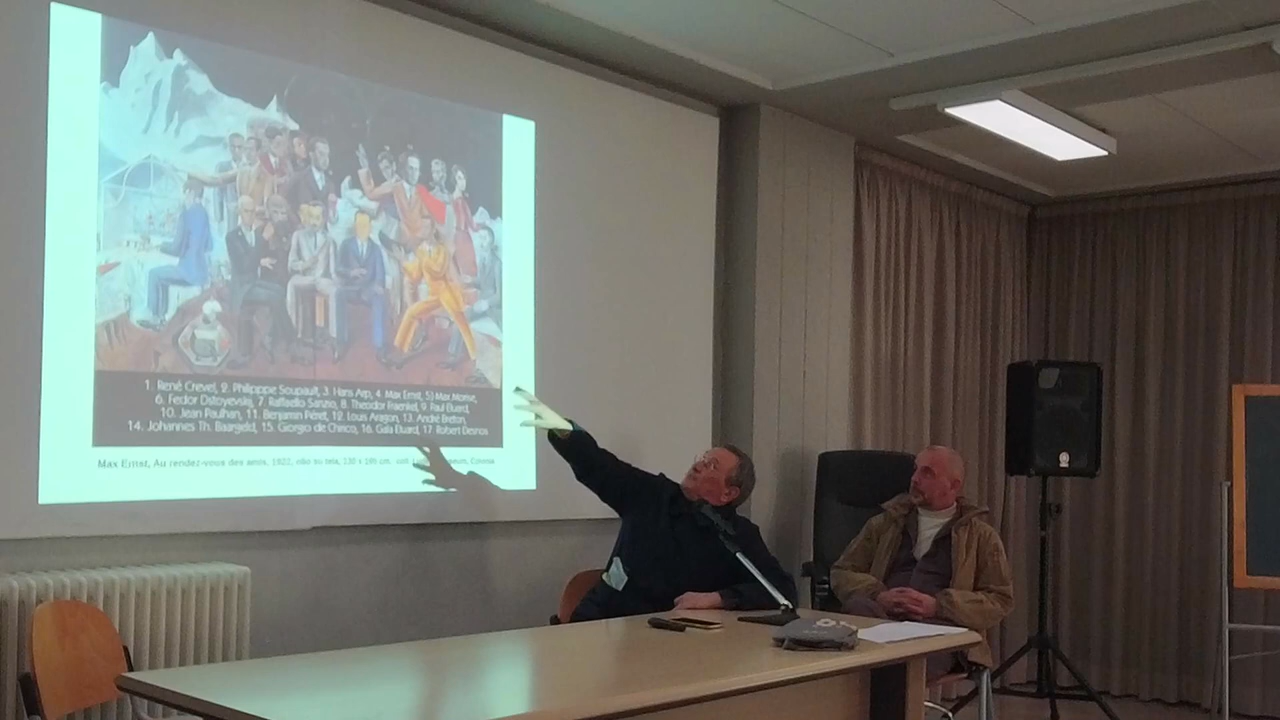 1. René Crevel, 2. Philipppe Soupault, 3. Hans Arp, 4. Max Ernst, 5) Max Morise,
6. Fedor Dstoyevskij, 7. Raffaello Sanzio, 8. Theodor Fraenkel, 9. Paul Eluard,
10. Jean Paulhan, 11. Benjamin Péret, 12. Louis Aragon, 13. André Breton,
14. Johannes Th. Baargeld, 15. Giorgio de Chirico, 16. Gala Eluard, 17. Robert Desnos
Max Ernst, Au rendez-vous des amis, 1922, olio su tela, 130 x 195 cm. Colonia